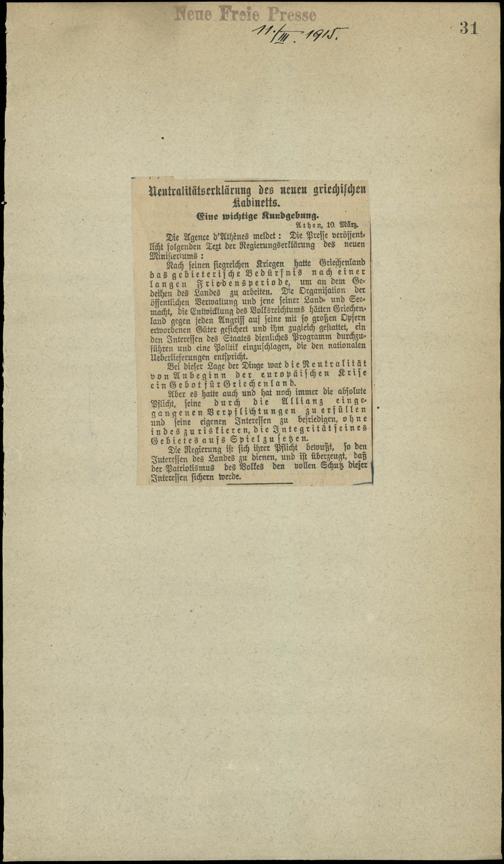 Neue Freie Presse
11./III. 1915.
31
Neutralitätserklärung des neuen griechischen
Kabinetts.
Eine wichtige Kundgebung.
Athen, 10. März.
Die Agence d'Athènes meldet: Die Presse veröffent-
licht folgenden Text der Regierungserklärung des neuen
Ministeriums:
Nach seinen siegreichen Kriegen hatte Griechenland
das gebieterische Bedürfnis nach einer
langen Friedensperiode, um an dem Ge-
deihen des Landes zu arbeiten. Die Organisation der
öffentlichen Verwaltung und jene seiner Land- und See-
macht, die Entwicklung des Volksreichtums hätten Griechen-
land gegen jeden Angriff auf seine mit so großen Opfern
erworbenen Güter gesichert und ihm zugleich gestattet, ein
den Interessen des Staates dienliches Programm durchzu-
führen und eine Politik einzuschlagen, die den nationalen
Ueberlieferungen entspricht.
Bei dieser Lage der Dinge war die Neutralität
von Anbeginn der europäischen Krise
ein Gebot für Griechenland.
Aber es hatte auch und hat noch immer die absolute
Pflicht, seine durch die Allianz einge-
gangenen Verpflichtungen zu erfüllen
und seine eigenen Interessen zu befriedigen, ohne
indes zu riskieren, die Integrität seines
Gebietes aufs Spiel zu setzen.
Die Regierung ist sich ihrer Pflicht bewußt, so den
Interessen des Landes zu dienen, und ist überzeugt, daß
der Patriotismus des Volkes den vollen Schutz dieser
Interessen sichern werde.